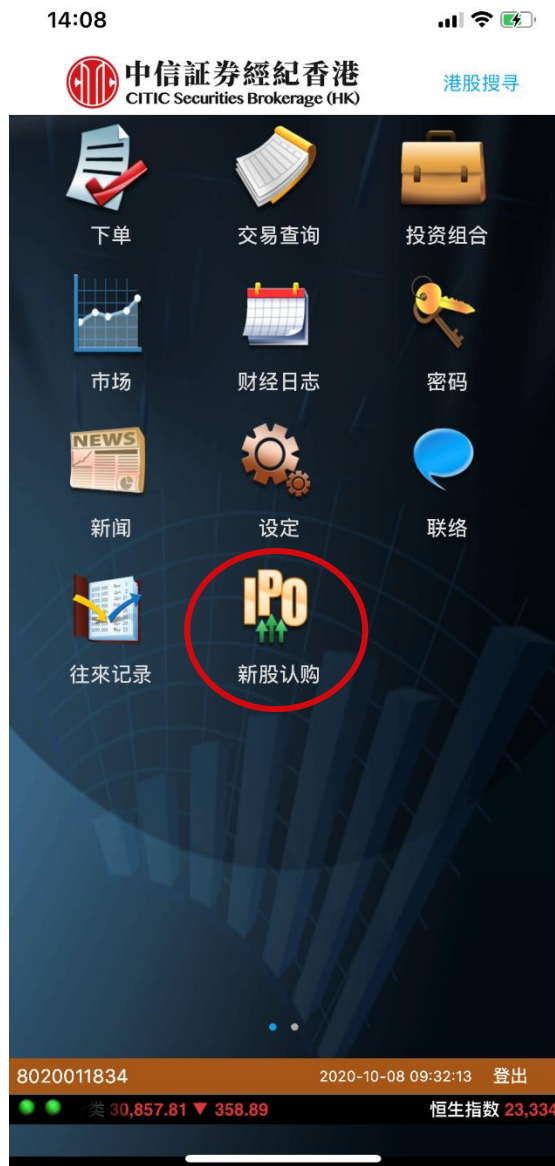 14:08
中信証券經紀香港
CITIC Securities Brokerage (HK)
港股搜寻
下单
交易查询
投资组合
市场
财经日志
密码
NEWS
新闻
设定
联络
IPO
往來记录
新股认购
8020011834
2020-10-08 09:32:13
登出
类 30,857.81 ▼ 358.89
恒生指数 23,334